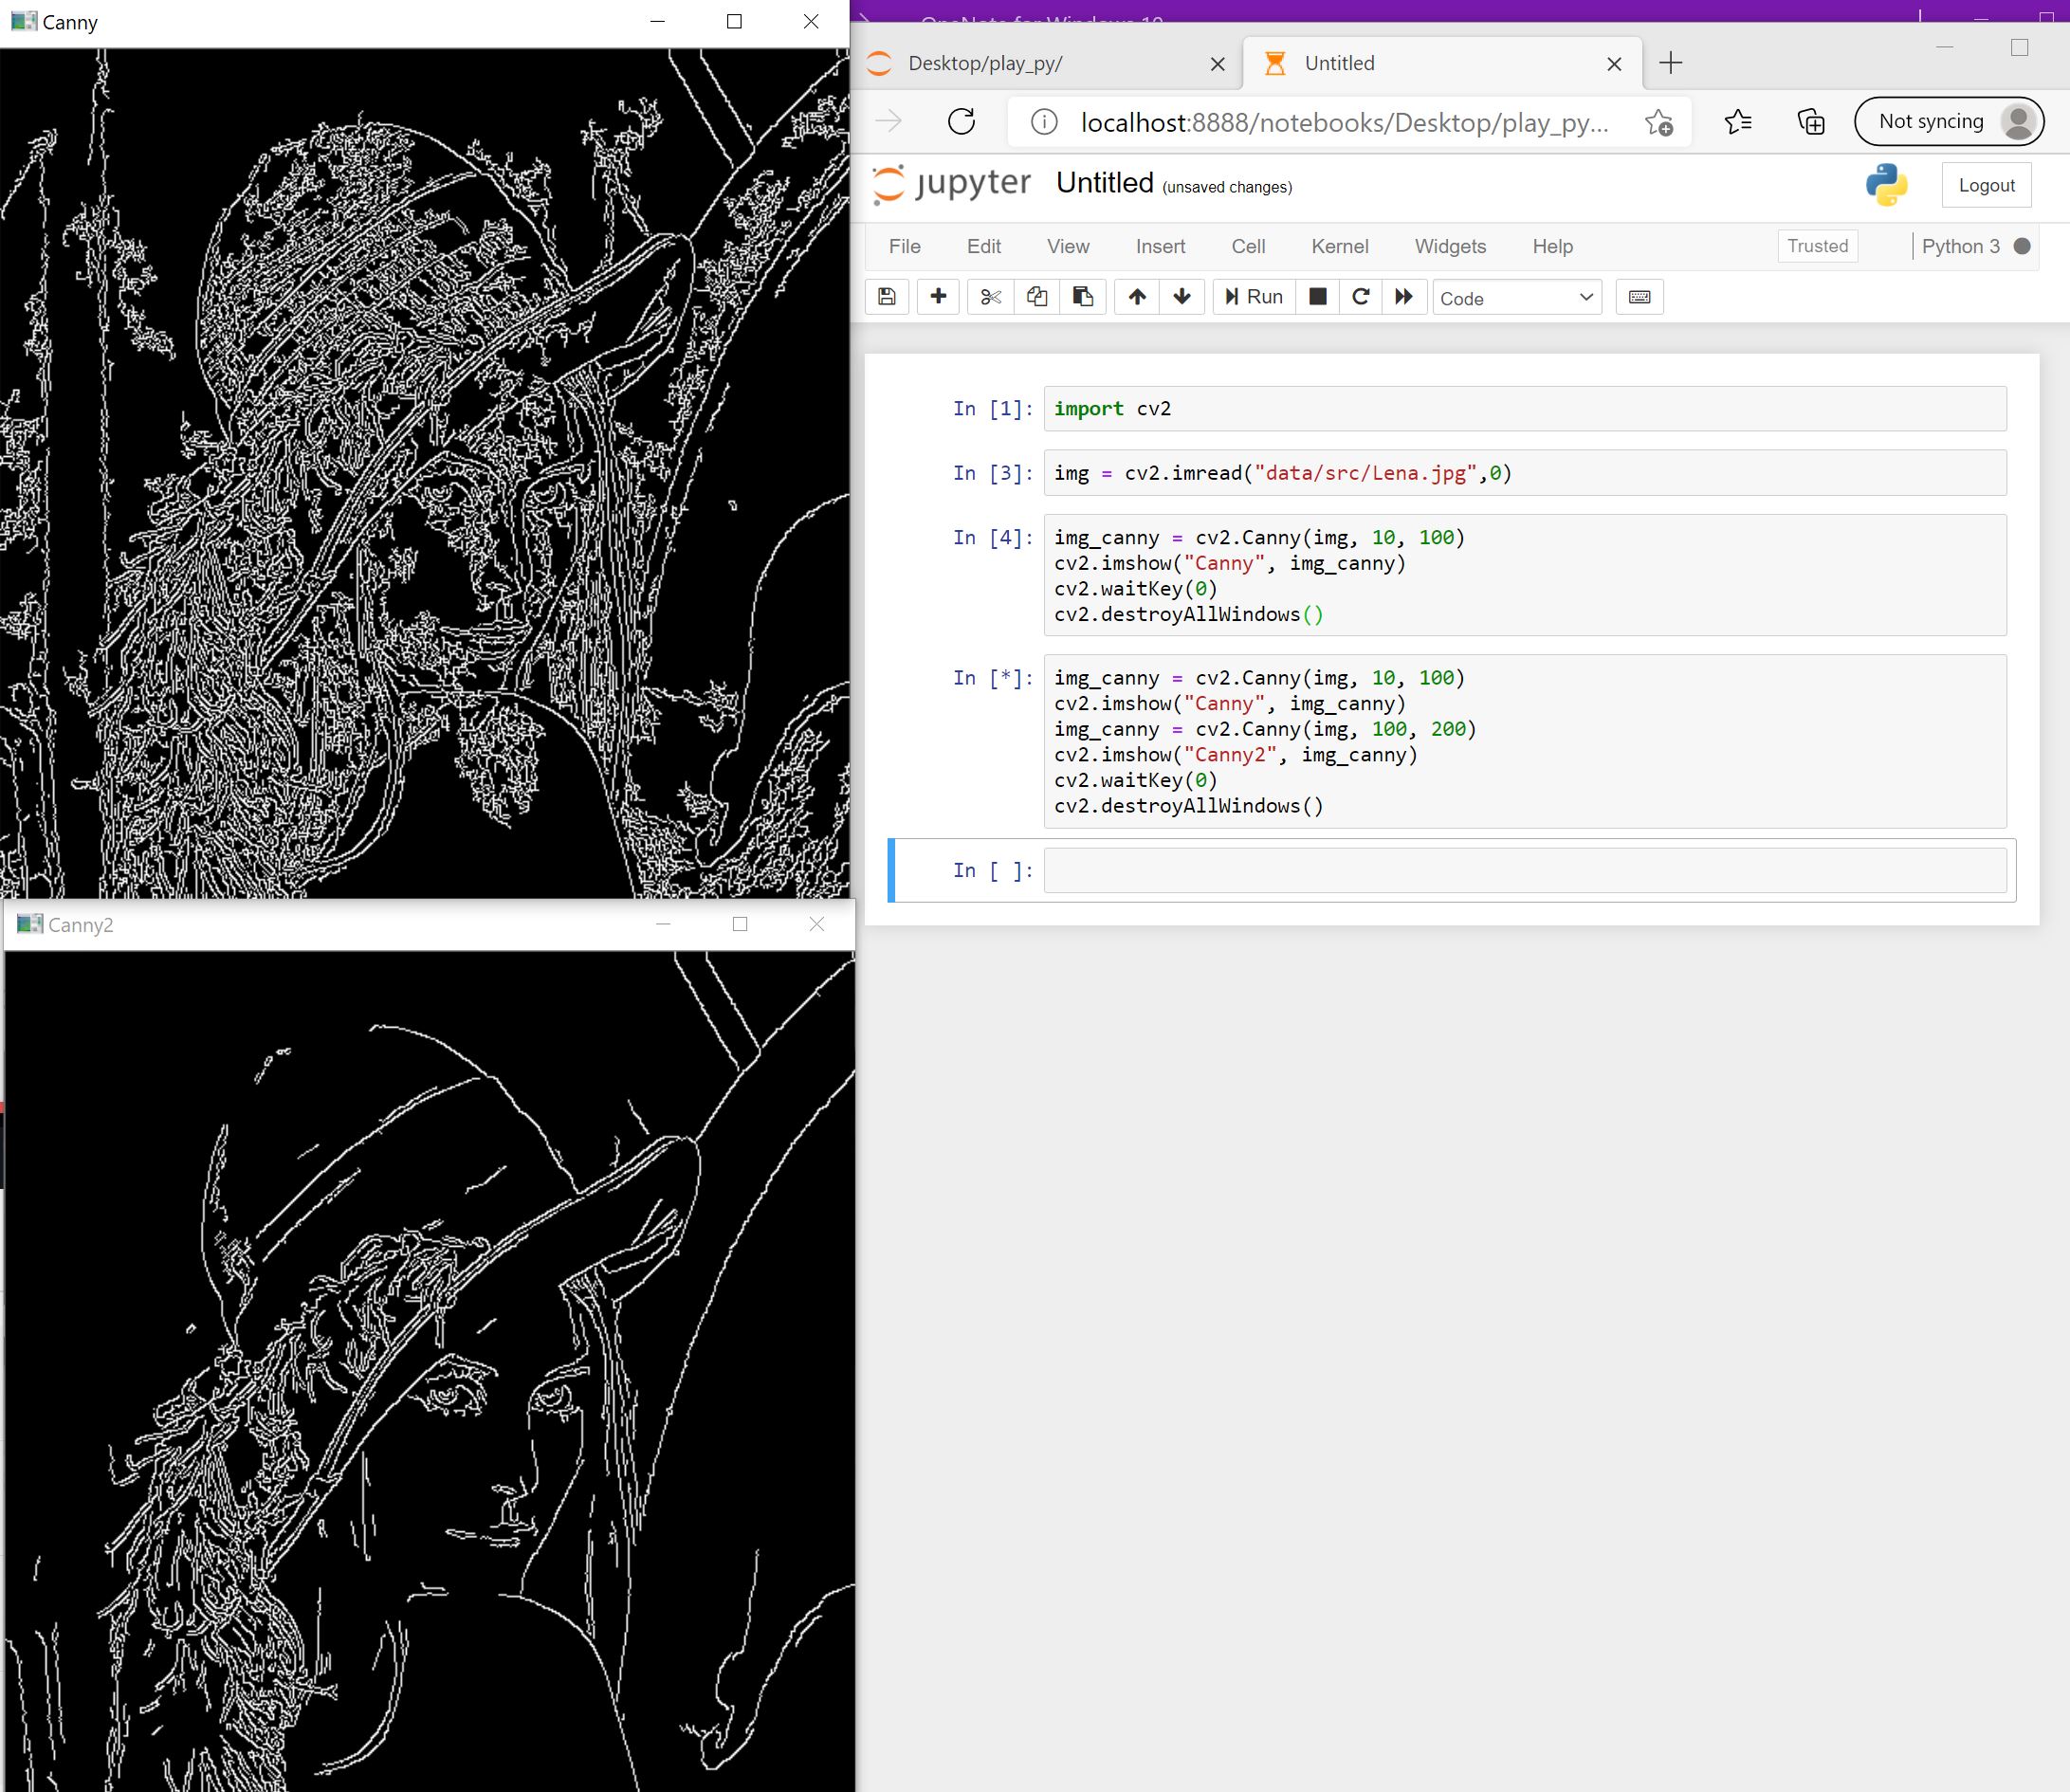 Canny
OneNote for Windows 10
Desktop/play_py/
Untitled
localhost:8888/notebooks/Desktop/play_py...
Not syncing
jupyter Untitled (unsaved changes)
Logout
File Edit View Insert Cell Kernel Widgets Help
Trusted Python 3
Run Code
In [1]: import cv2
In [3]: img = cv2.imread("data/src/Lena.jpg",0)
In [4]: img_canny = cv2.Canny(img, 10, 100)
cv2.imshow("Canny", img_canny)
cv2.waitKey(0)
cv2.destroyAllWindows()
In [*]: img_canny = cv2.Canny(img, 10, 100)
cv2.imshow("Canny", img_canny)
img_canny = cv2.Canny(img, 100, 200)
cv2.imshow("Canny2", img_canny)
cv2.waitKey(0)
cv2.destroyAllWindows()
In [ ]:
Canny2